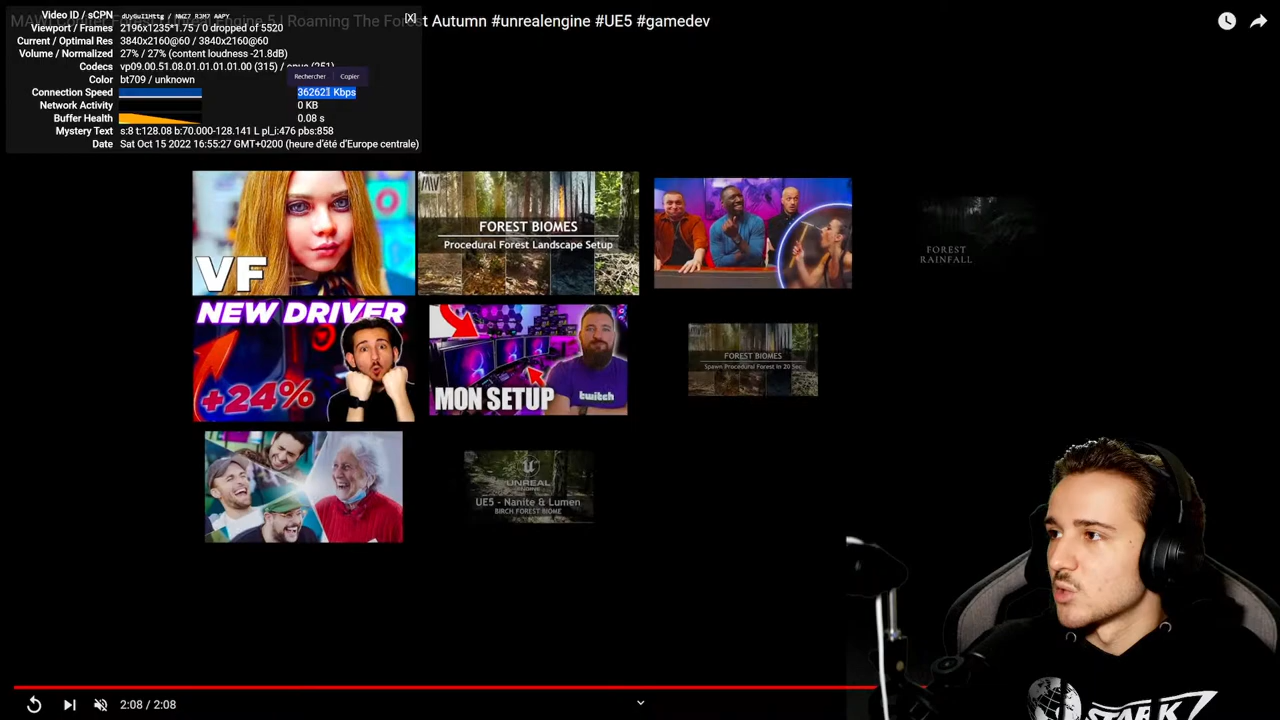 Roaming The Forest Autumn #unrealengine #UE5 #gamedev
Video ID / sCPN
Viewport / Frames 2196x1235*1.75 / 0 dropped of 5520
Current / Optimal Res 3840x2160@60 / 3840x2160@60
Volume / Normalized 27% / 27% (content loudness -21.8dB)
Codecs vp09.00.51.08.01.01.01.01.00 (315) / opus (251)
Color bt709 / unknown
Rechercher Copier
Connection Speed 362621 Kbps
Network Activity 0 KB
Buffer Health 0.08 s
Mystery Text s:8 t:128.08 b:70.000-128.141 L pl_i:476 pbs:858
Date Sat Oct 15 2022 16:55:27 GMT+0200 (heure d'été d'Europe centrale)
VF
MAV
FOREST BIOMES
Procedural Forest Landscape Setup
FOREST
RAINFALL
NEW DRIVER
+24%
MON SETUP
twitch
FOREST BIOMES
Spawn Procedural Forest In 20 Sec
UNREAL
UE5 - Nanite & Lumen
BIRCH FOREST BIOME
2:08 / 2:08